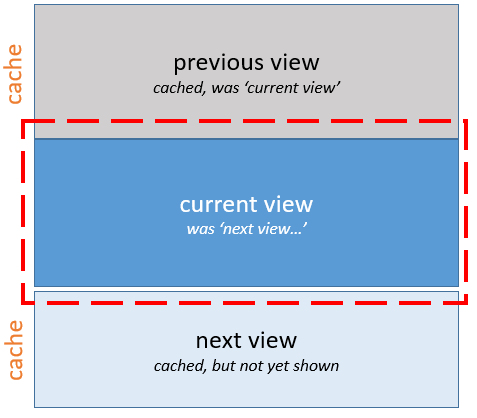 cache
previous view
cached, was ‘current view’
current view
was ‘next view…’
cache
next view
cached, but not yet shown